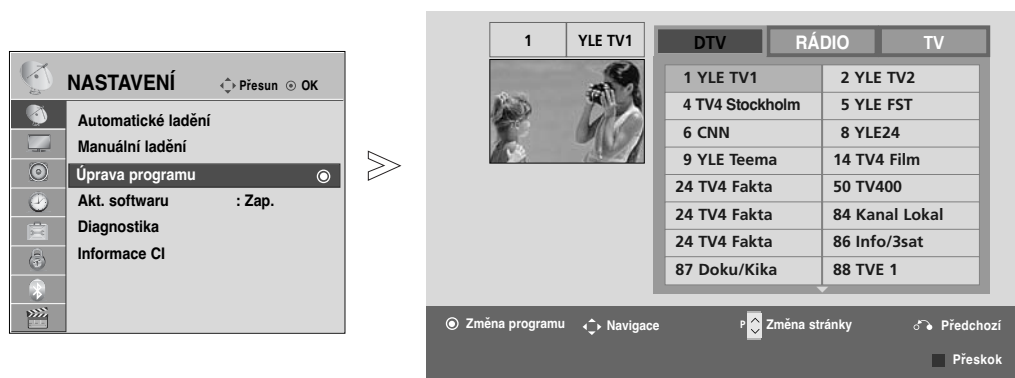 NASTAVENÍ Přesun OK
Automatické ladění
Manuální ladění
Úprava programu
Akt. softwaru : Zap.
Diagnostika
Informace CI
1 YLE TV1
DTV RÁDIO TV
1 YLE TV1 2 YLE TV2
4 TV4 Stockholm 5 YLE FST
6 CNN 8 YLE24
9 YLE Teema 14 TV4 Film
24 TV4 Fakta 50 TV400
24 TV4 Fakta 84 Kanal Lokal
24 TV4 Fakta 86 Info/3sat
87 Doku/Kika 88 TVE 1
Změna programu Navigace P Změna stránky Předchozí
Přeskok